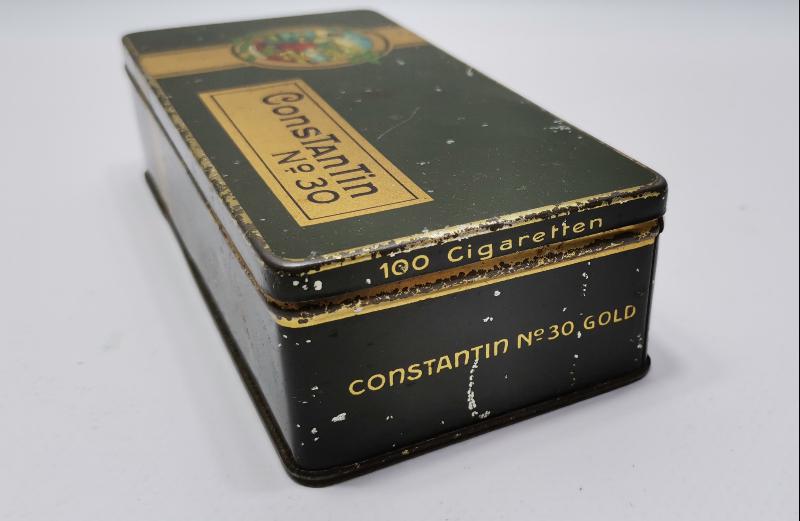 ConsTanTin
Nº 30
100 Cigaretten
CONSTANTIN Nº 30 GOLD